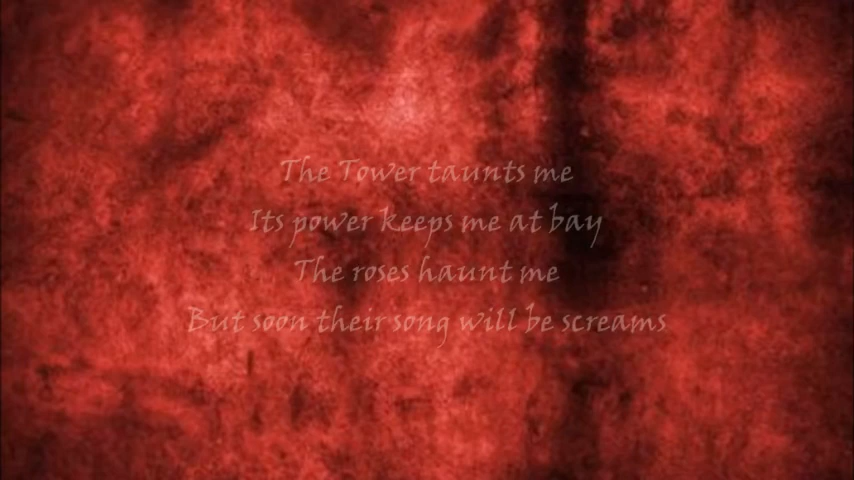 The Tower taunts me
Its power keeps me at bay
The roses haunt me
But soon their song will be screams